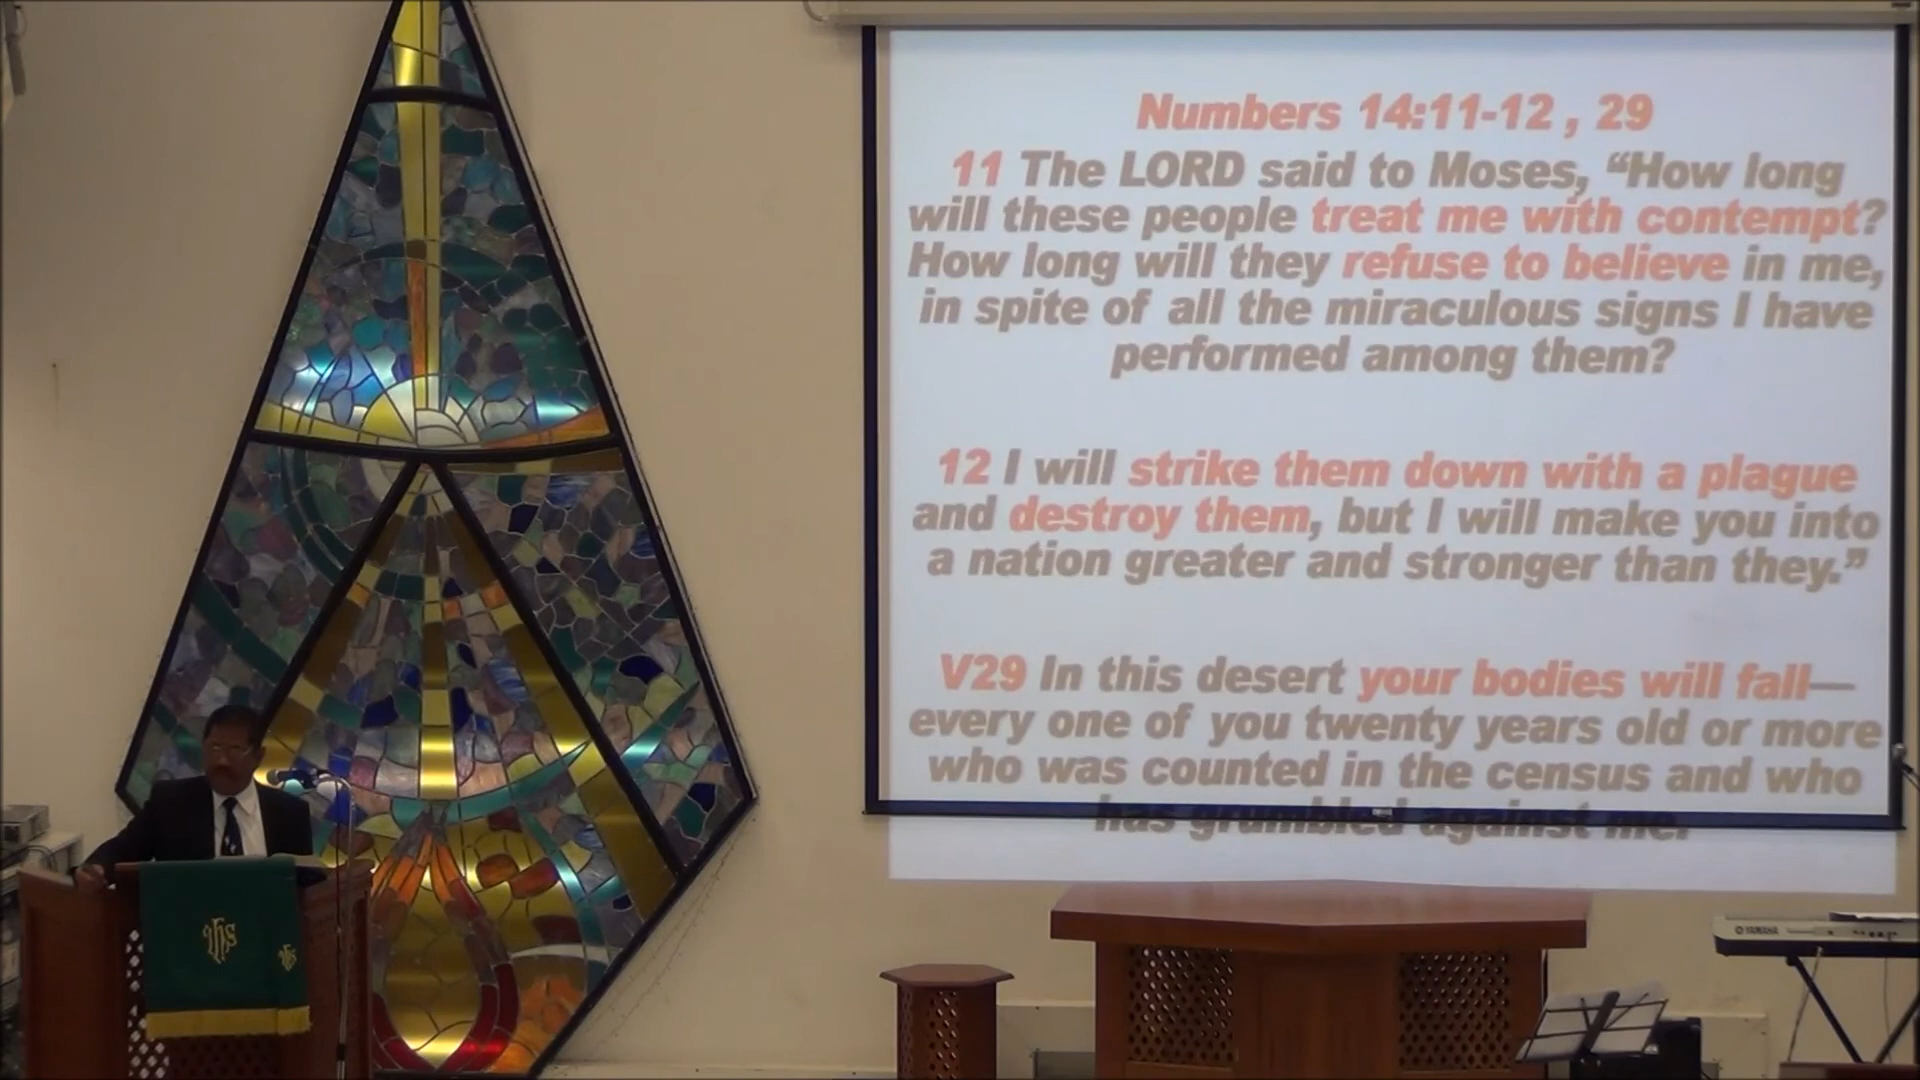 Numbers 14:11-12 , 29
11 The LORD said to Moses, “How long
will these people treat me with contempt?
How long will they refuse to believe in me,
in spite of all the miraculous signs I have
performed among them?
12 I will strike them down with a plague
and destroy them, but I will make you into
a nation greater and stronger than they.”
V29 In this desert your bodies will fall—
every one of you twenty years old or more
who was counted in the census and who
has grumbled against me.
IHS
IHS
YAMAHA